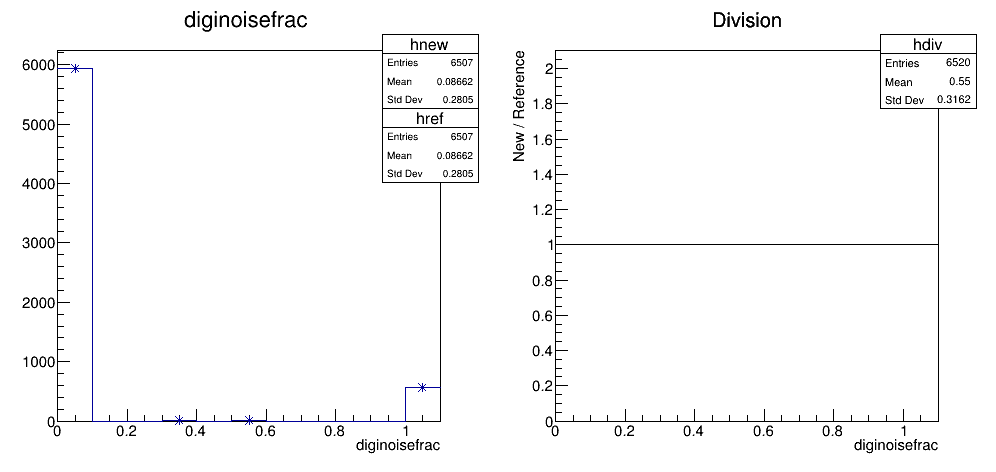 diginoisefrac
hnew
Entries 6507
Mean 0.08662
Std Dev 0.2805
href
Entries 6507
Mean 0.08662
Std Dev 0.2805
6000
5000
4000
3000
2000
1000
0
0 0.2 0.4 0.6 0.8 1
diginoisefrac
Division
hdiv
Entries 6520
Mean 0.55
Std Dev 0.3162
New / Reference
2
1.8
1.6
1.4
1.2
1
0.8
0.6
0.4
0.2
0
0 0.2 0.4 0.6 0.8 1
diginoisefrac